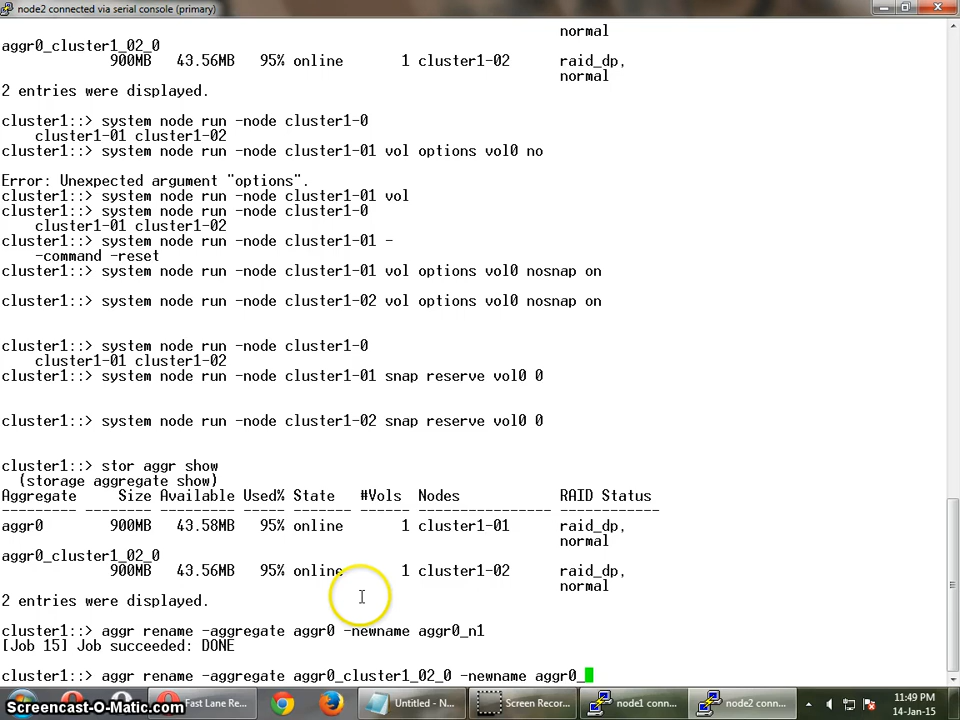 node2 connected via serial console (primary)
normal
aggr0_cluster1_02_0
900MB 43.56MB 95% online 1 cluster1-02 raid_dp,
normal
2 entries were displayed.
cluster1::> system node run -node cluster1-0
cluster1-01 cluster1-02
cluster1::> system node run -node cluster1-01 vol options vol0 no
Error: Unexpected argument "options".
cluster1::> system node run -node cluster1-01 vol
cluster1::> system node run -node cluster1-0
cluster1-01 cluster1-02
cluster1::> system node run -node cluster1-01 -
-command -reset
cluster1::> system node run -node cluster1-01 vol options vol0 nosnap on
cluster1::> system node run -node cluster1-02 vol options vol0 nosnap on
cluster1::> system node run -node cluster1-0
cluster1-01 cluster1-02
cluster1::> system node run -node cluster1-01 snap reserve vol0 0
cluster1::> system node run -node cluster1-02 snap reserve vol0 0
cluster1::> stor aggr show
(storage aggregate show)
Aggregate Size Available Used% State #Vols Nodes RAID Status
--------- -------- --------- ----- ------- ------ ---------------- ------------
aggr0 900MB 43.58MB 95% online 1 cluster1-01 raid_dp,
normal
aggr0_cluster1_02_0
900MB 43.56MB 95% online 1 cluster1-02 raid_dp,
normal
2 entries were displayed.
cluster1::> aggr rename -aggregate aggr0 -newname aggr0_n1
[Job 15] Job succeeded: DONE
cluster1::> aggr rename -aggregate aggr0_cluster1_02_0 -newname aggr0_
Fast Lane Re... Untitled - N... Screen Recor... node1 conn... node2 conn... 11:49 PM
14-Jan-15
Screencast-O-Matic.com